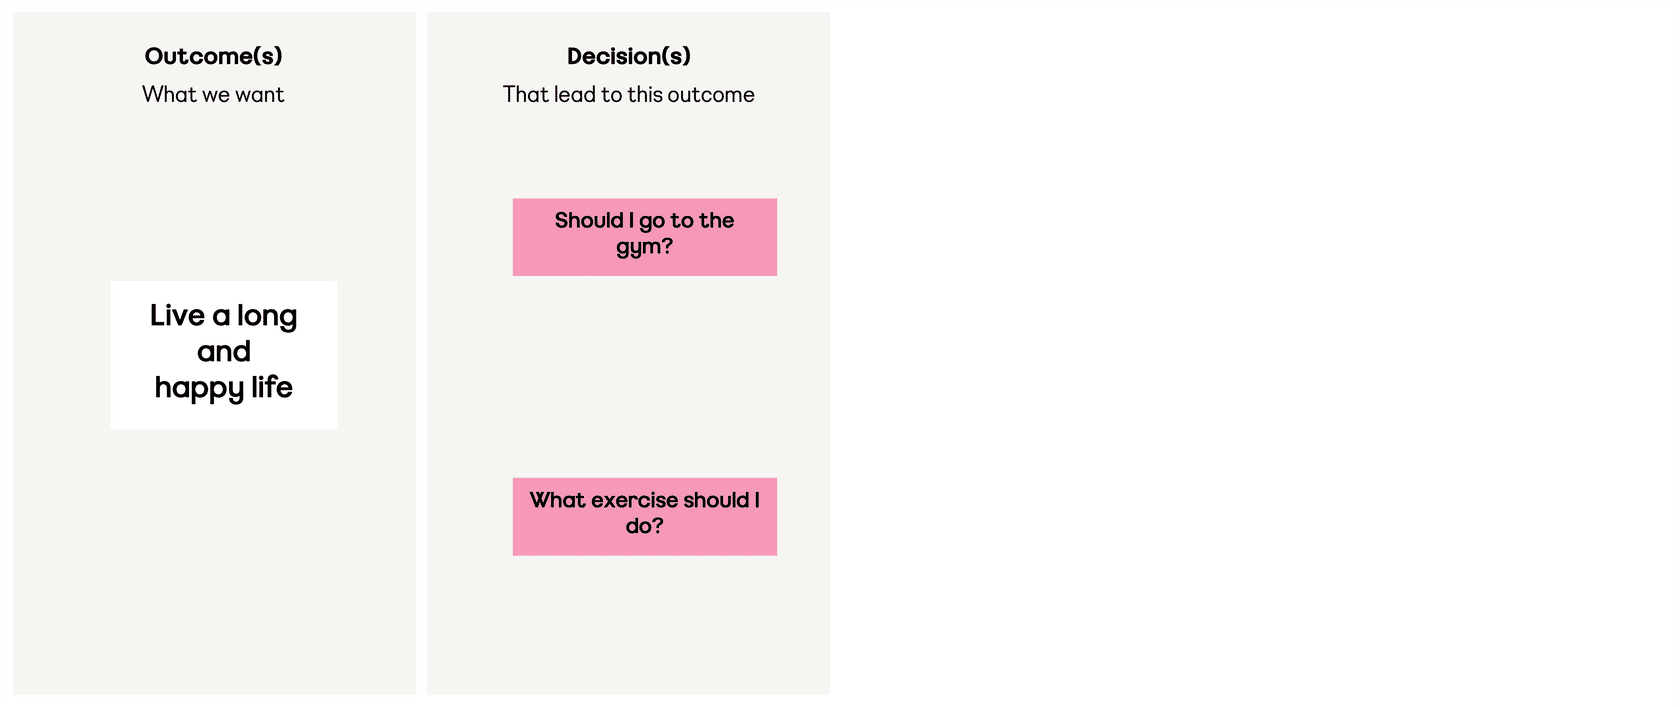 Outcome(s)
What we want
Live a long
and
happy life
Decision(s)
That lead to this outcome
Should I go to the
gym?
What exercise should I
do?